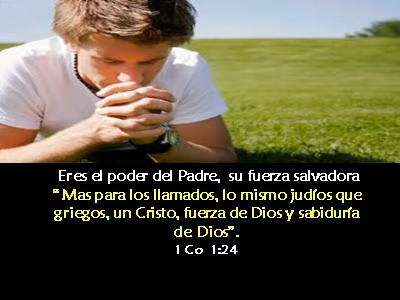 Eres el poder del Padre, su fuerza salvadora
“Mas para los llamados, lo mismo judíos que
griegos, un Cristo, fuerza de Dios y sabiduría
de Dios”.
1 Co 1:24